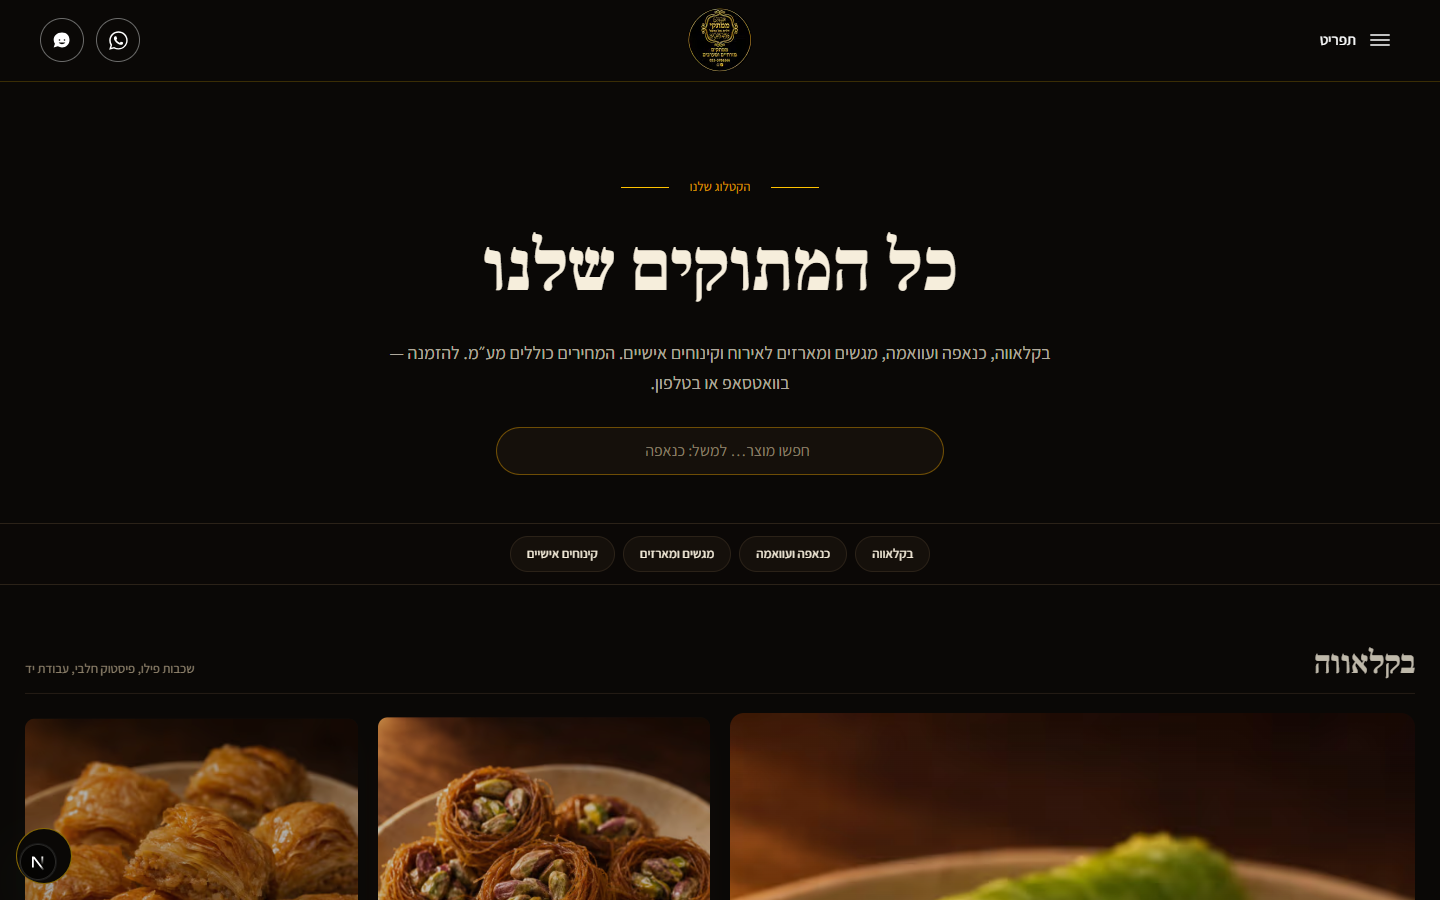 תפריט
הקטלוג שלנו
כל המתוקים שלנו
בקלאווה, כנאפה ועוואמה, מגשים ומארזים לאירוח וקינוחים אישיים. המחירים כוללים מע״מ. להזמנה —
בוואטסאפ או בטלפון.
חפשו מוצר… למשל: כנאפה
בקלאווה
כנאפה ועוואמה
מגשים ומארזים
קינוחים אישיים
בקלאווה
שכבות פילו, פיסטוק חלבי, עבודת יד
N